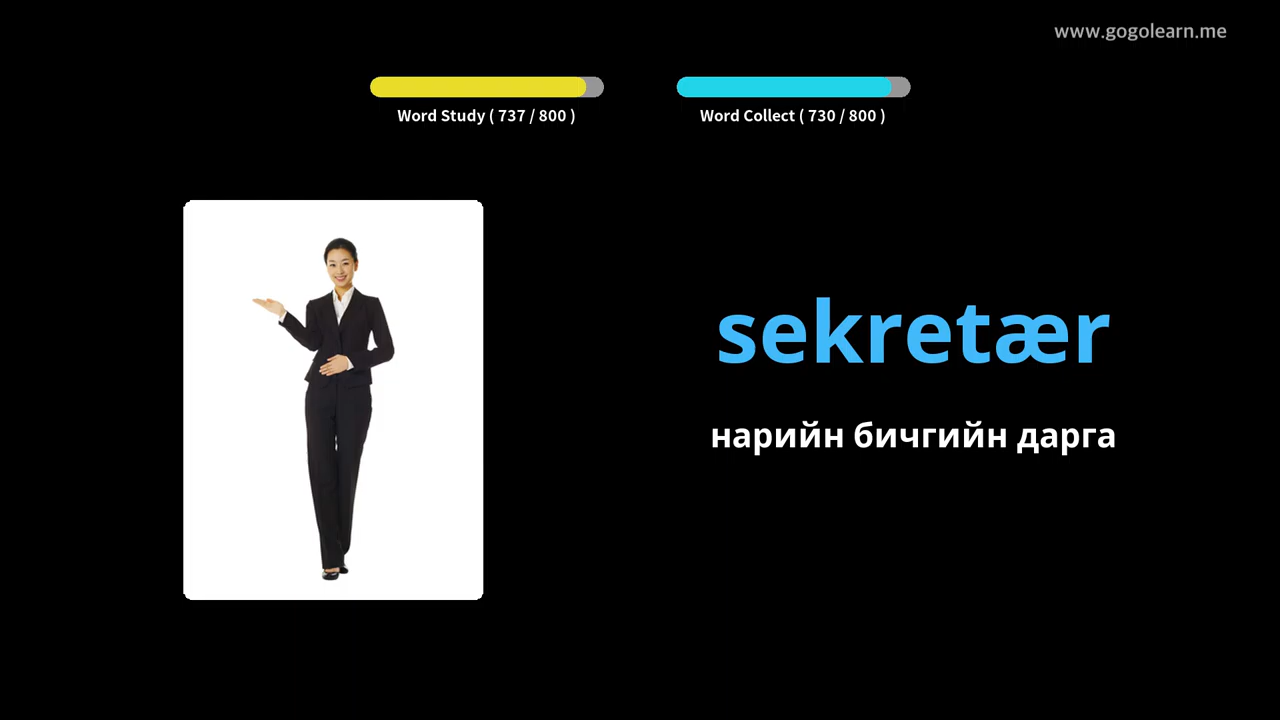 www.gogolearn.me
Word Study ( 737 / 800 )
Word Collect ( 730 / 800 )
sekretær
нарийн бичгийн дарга